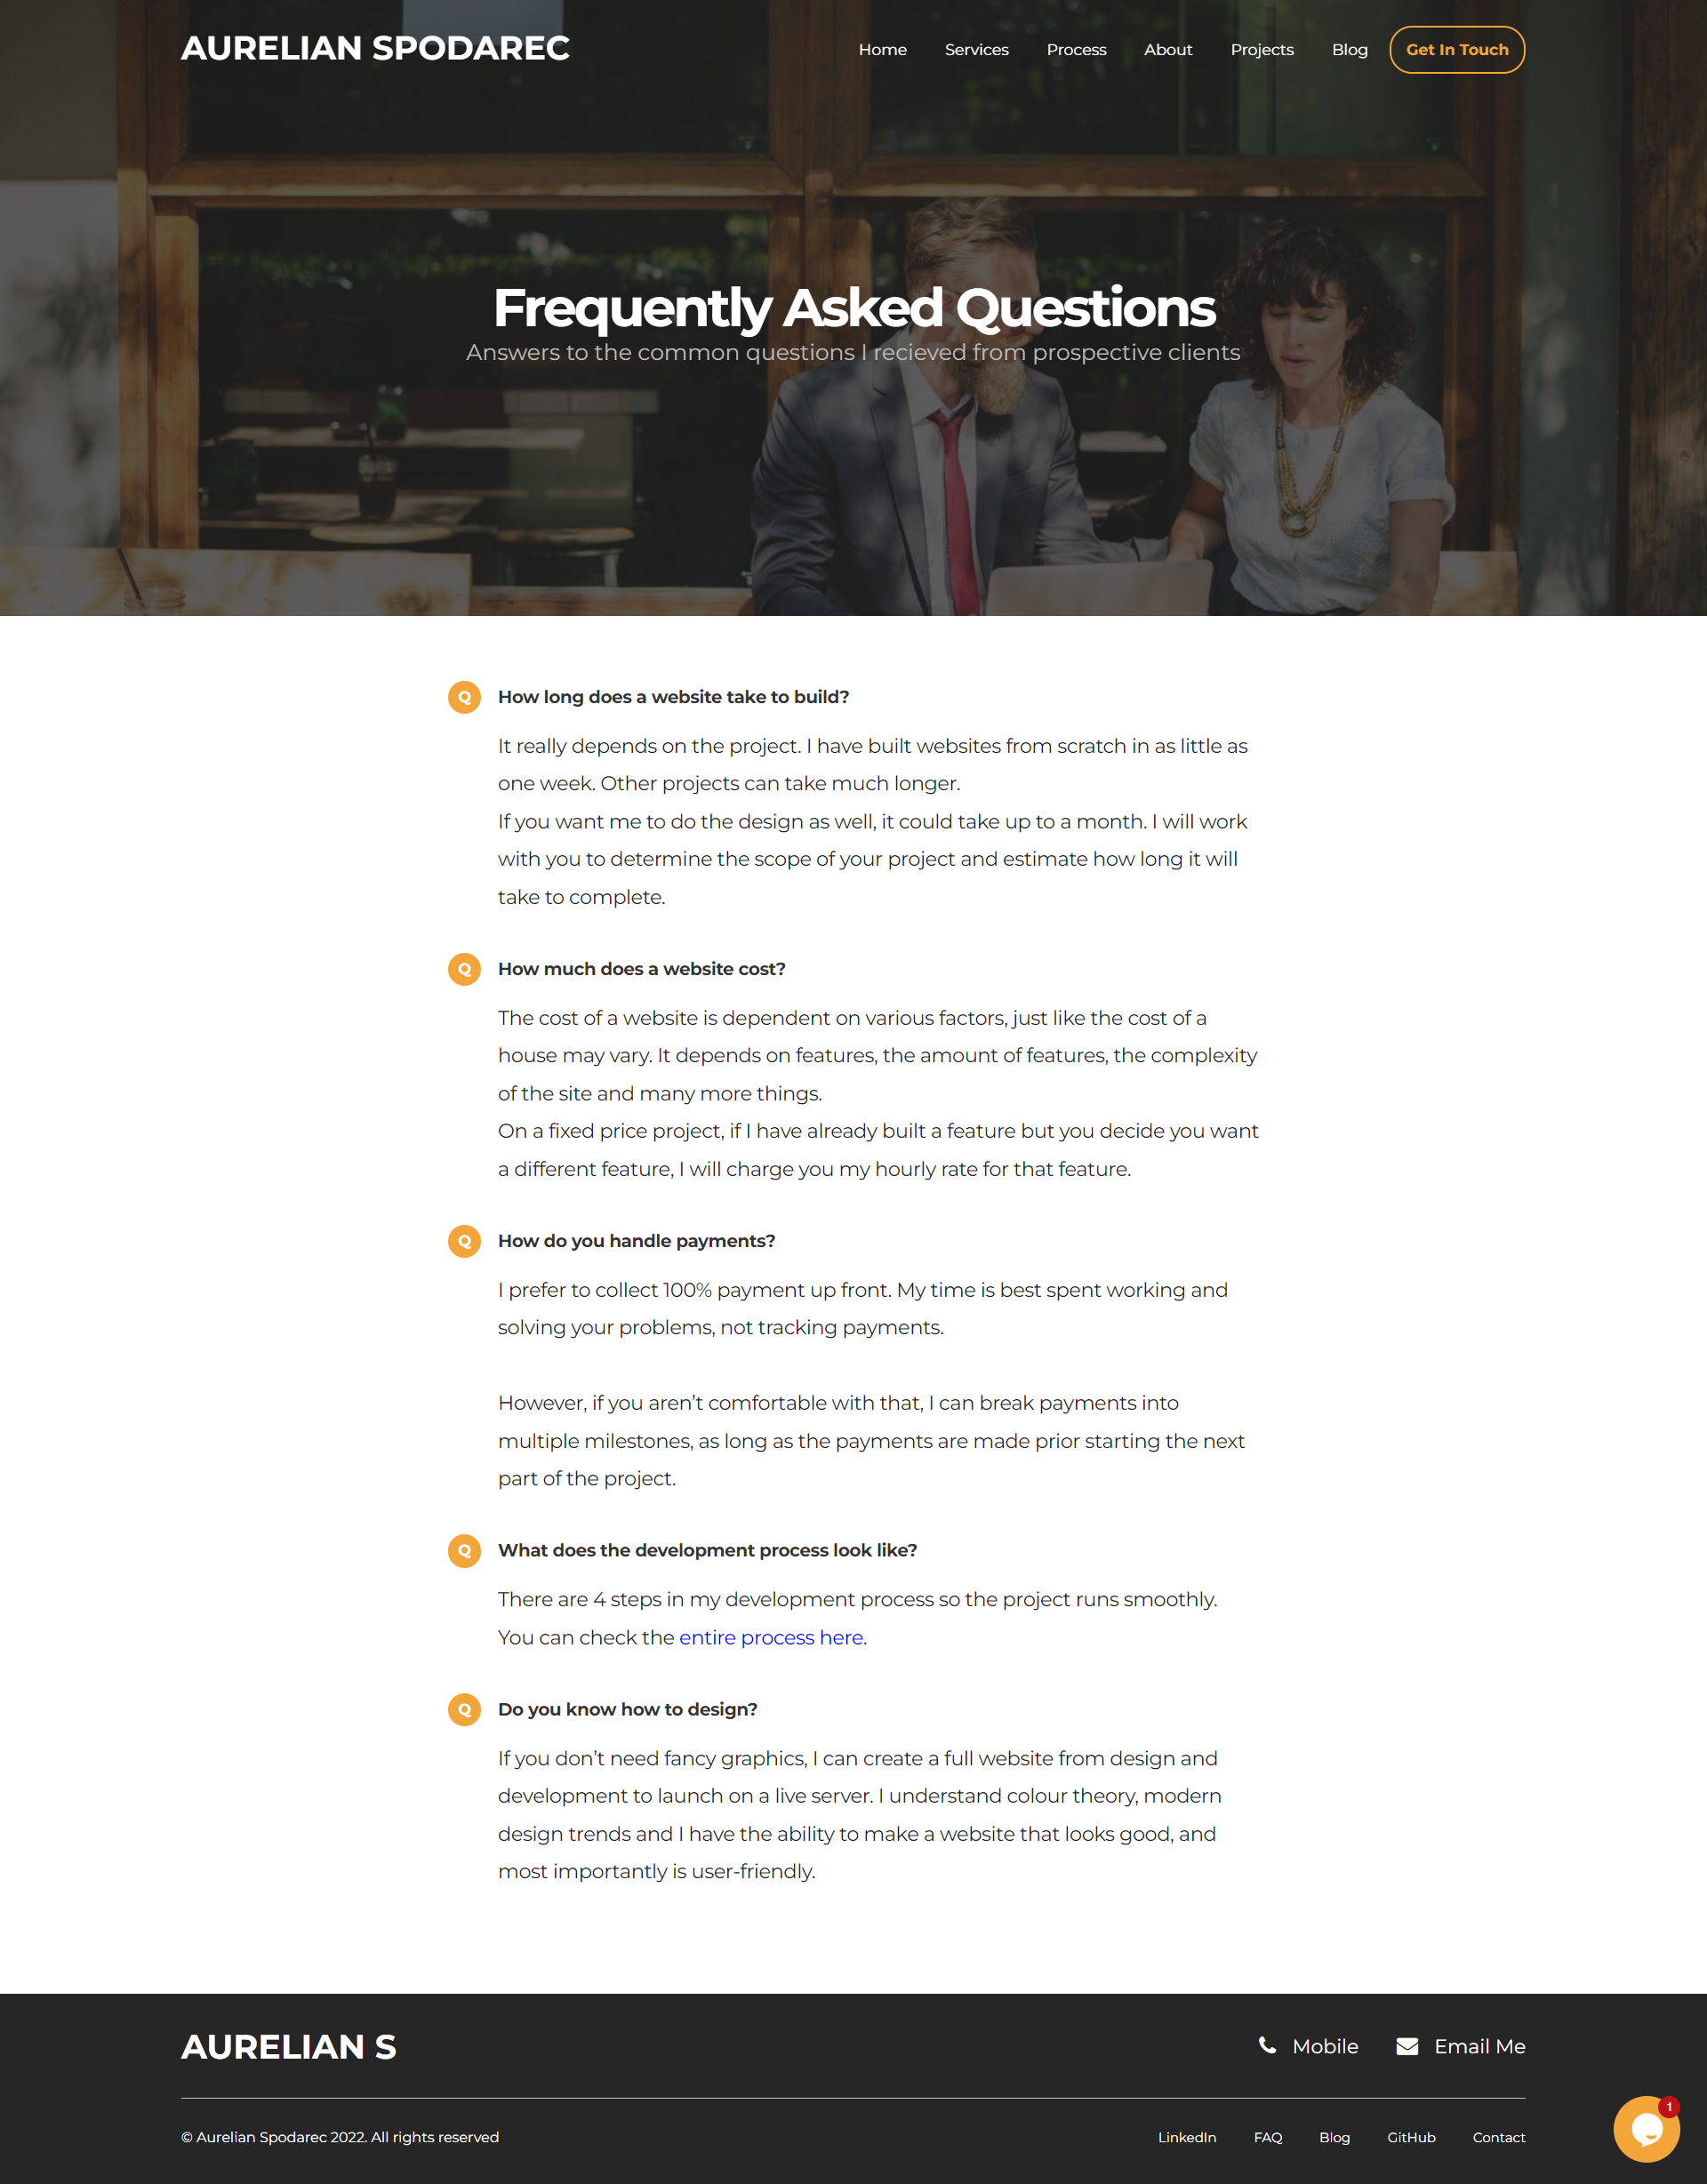 AURELIAN SPODAREC
Home Services Process About Projects Blog Get In Touch
Frequently Asked Questions
Answers to the common questions I recieved from prospective clients
Q How long does a website take to build?
It really depends on the project. I have built websites from scratch in as little as
one week. Other projects can take much longer.
If you want me to do the design as well, it could take up to a month. I will work
with you to determine the scope of your project and estimate how long it will
take to complete.
Q How much does a website cost?
The cost of a website is dependent on various factors, just like the cost of a
house may vary. It depends on features, the amount of features, the complexity
of the site and many more things.
On a fixed price project, if I have already built a feature but you decide you want
a different feature, I will charge you my hourly rate for that feature.
Q How do you handle payments?
I prefer to collect 100% payment up front. My time is best spent working and
solving your problems, not tracking payments.
However, if you aren’t comfortable with that, I can break payments into
multiple milestones, as long as the payments are made prior starting the next
part of the project.
Q What does the development process look like?
There are 4 steps in my development process so the project runs smoothly.
You can check the entire process here.
Q Do you know how to design?
If you don’t need fancy graphics, I can create a full website from design and
development to launch on a live server. I understand colour theory, modern
design trends and I have the ability to make a website that looks good, and
most importantly is user-friendly.
AURELIAN S
Mobile Email Me
1
© Aurelian Spodarec 2022. All rights reserved
LinkedIn FAQ Blog GitHub Contact